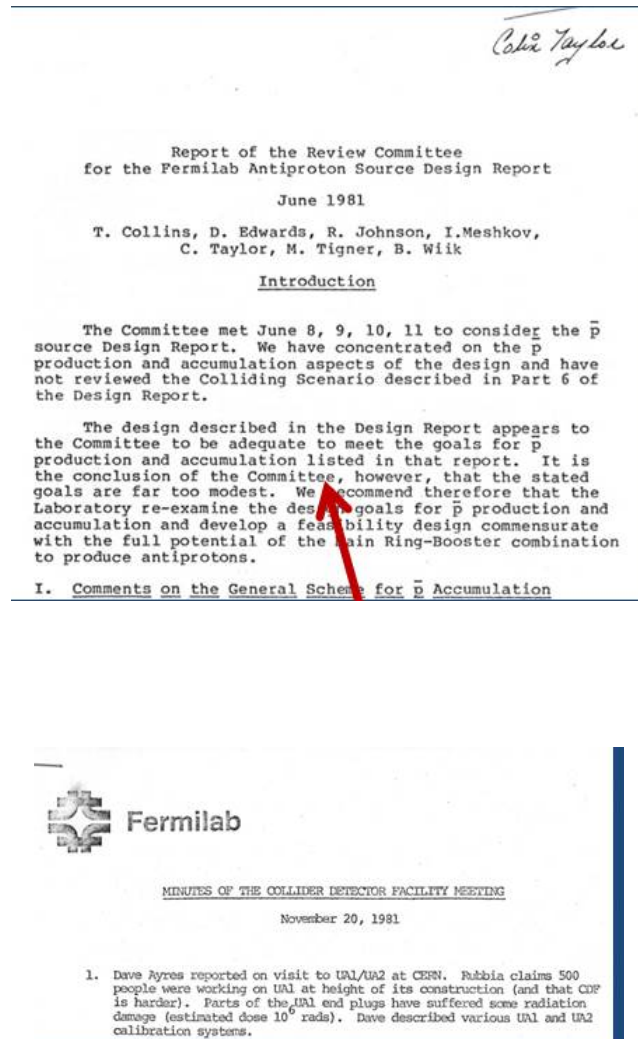 Colin Taylor
Report of the Review Committee
for the Fermilab Antiproton Source Design Report
June 1981
T. Collins, D. Edwards, R. Johnson, I.Meshkov,
C. Taylor, M. Tigner, B. Wiik
Introduction
The Committee met June 8, 9, 10, 11 to consider the p̄
source Design Report. We have concentrated on the p̄
production and accumulation aspects of the design and have
not reviewed the Colliding Scenario described in Part 6 of
the Design Report.
The design described in the Design Report appears to
the Committee to be adequate to meet the goals for p̄
production and accumulation listed in that report. It is
the conclusion of the Committee, however, that the stated
goals are far too modest. We recommend therefore that the
Laboratory re-examine the design goals for p̄ production and
accumulation and develop a feasibility design commensurate
with the full potential of the Main Ring-Booster combination
to produce antiprotons.
I. Comments on the General Scheme for p̄ Accumulation
Fermilab
MINUTES OF THE COLLIDER DETECTOR FACILITY MEETING
November 20, 1981
1. Dave Ayres reported on visit to UA1/UA2 at CERN. Rubbia claims 500
people were working on UA1 at height of its construction (and that CDF
is harder). Parts of the UA1 end plugs have suffered some radiation
damage (estimated dose 10⁶ rads). Dave described various UA1 and UA2
calibration systems.